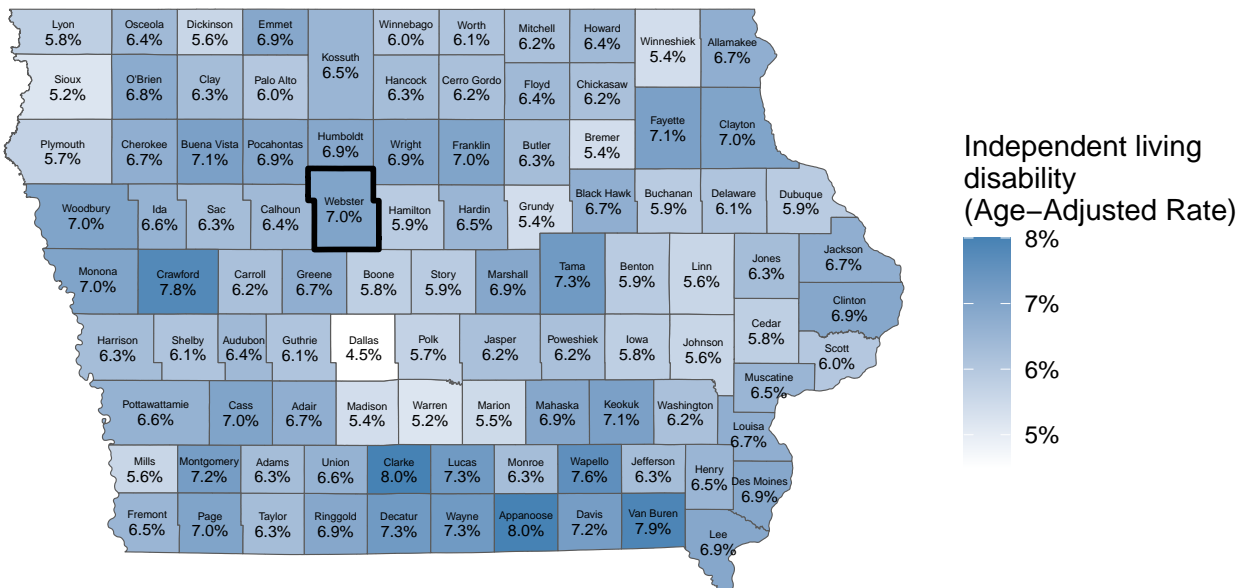 Lyon
5.8%
Osceola
6.4%
Dickinson
5.6%
Emmet
6.9%
Kossuth
6.5%
Winnebago
6.0%
Worth
6.1%
Mitchell
6.2%
Howard
6.4%
Winneshiek
5.4%
Allamakee
6.7%
Sioux
5.2%
O'Brien
6.8%
Clay
6.3%
Palo Alto
6.0%
Hancock
6.3%
Cerro Gordo
6.2%
Floyd
6.4%
Chickasaw
6.2%
Fayette
7.1%
Clayton
7.0%
Plymouth
5.7%
Cherokee
6.7%
Buena Vista
7.1%
Pocahontas
6.9%
Humboldt
6.9%
Wright
6.9%
Franklin
7.0%
Butler
6.3%
Bremer
5.4%
Woodbury
7.0%
Ida
6.6%
Sac
6.3%
Calhoun
6.4%
Webster
7.0%
Hamilton
5.9%
Hardin
6.5%
Grundy
5.4%
Black Hawk
6.7%
Buchanan
5.9%
Delaware
6.1%
Dubuque
5.9%
Monona
7.0%
Crawford
7.8%
Carroll
6.2%
Greene
6.7%
Boone
5.8%
Story
5.9%
Marshall
6.9%
Tama
7.3%
Benton
5.9%
Linn
5.6%
Jones
6.3%
Jackson
6.7%
Clinton
6.9%
Harrison
6.3%
Shelby
6.1%
Audubon
6.4%
Guthrie
6.1%
Dallas
4.5%
Polk
5.7%
Jasper
6.2%
Poweshiek
6.2%
Iowa
5.8%
Johnson
5.6%
Cedar
5.8%
Scott
6.0%
Muscatine
6.5%
Pottawattamie
6.6%
Cass
7.0%
Adair
6.7%
Madison
5.4%
Warren
5.2%
Marion
5.5%
Mahaska
6.9%
Keokuk
7.1%
Washington
6.2%
Louisa
6.7%
Mills
5.6%
Montgomery
7.2%
Adams
6.3%
Union
6.6%
Clarke
8.0%
Lucas
7.3%
Monroe
6.3%
Wapello
7.6%
Jefferson
6.3%
Henry
6.5%
Des Moines
6.9%
Fremont
6.5%
Page
7.0%
Taylor
6.3%
Ringgold
6.9%
Decatur
7.3%
Wayne
7.3%
Appanoose
8.0%
Davis
7.2%
Van Buren
7.9%
Lee
6.9%
Independent living
disability
(Age−Adjusted Rate)
8%
7%
6%
5%